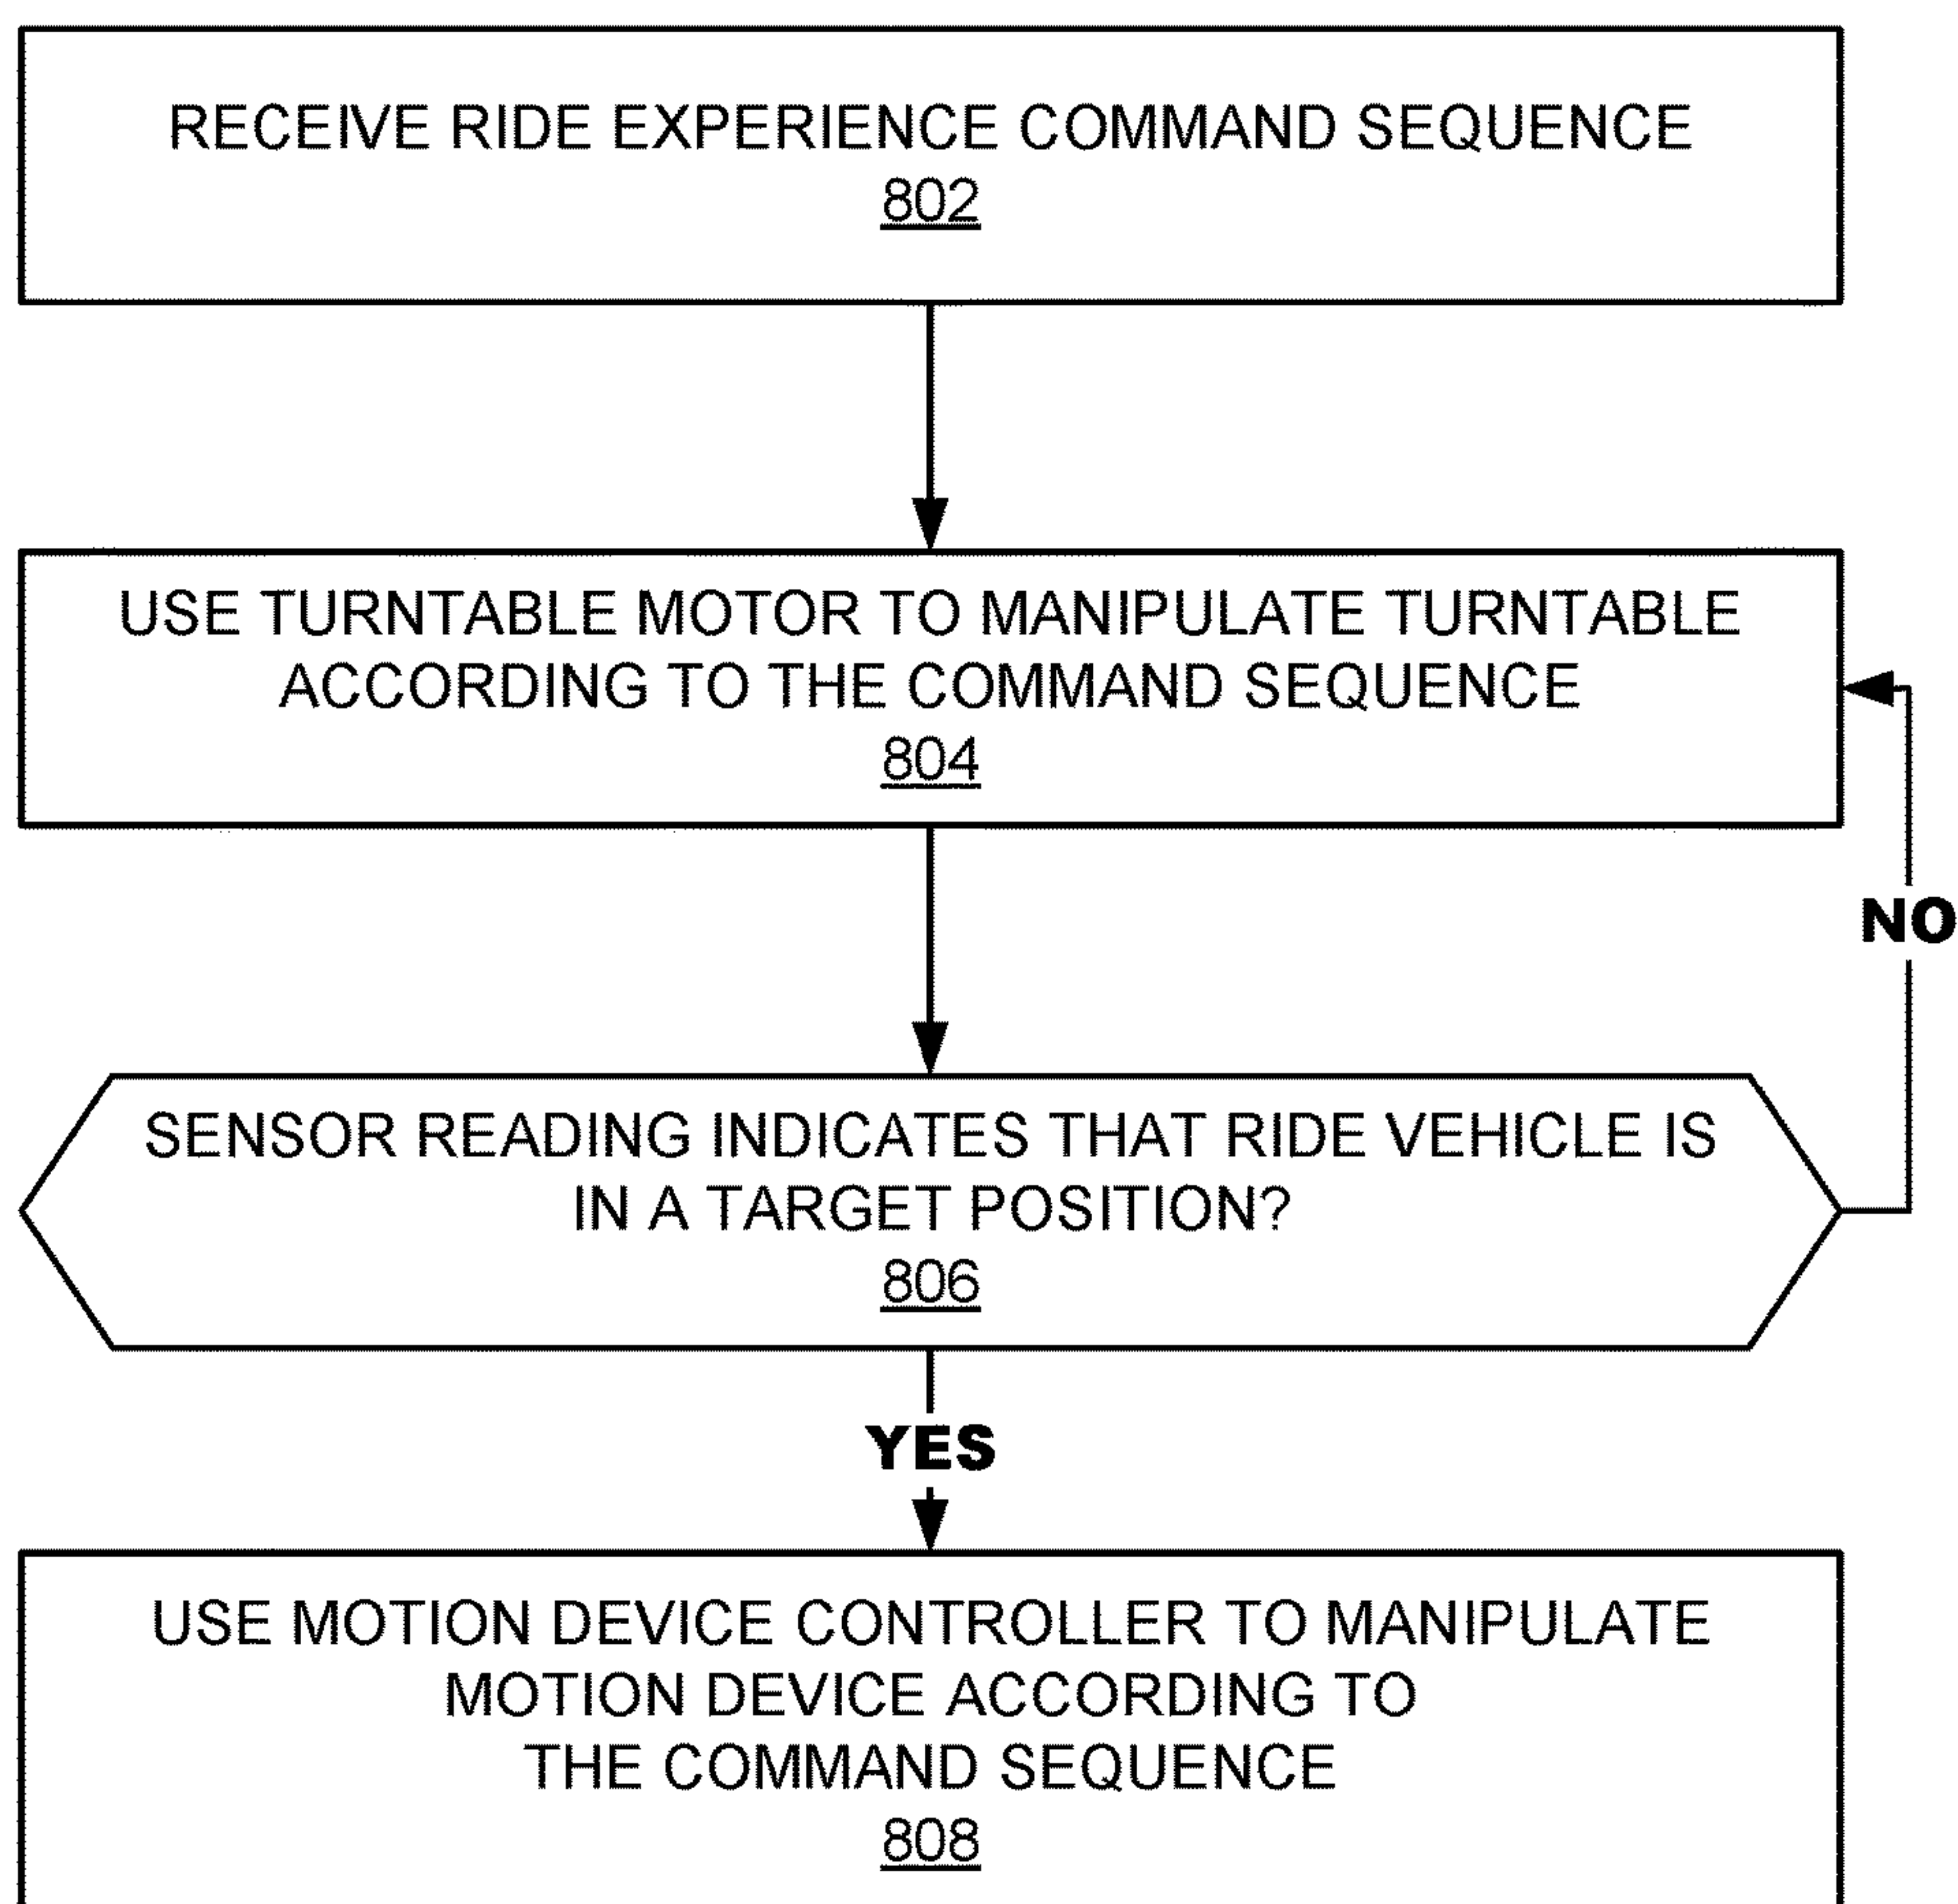 RECEIVE RIDE EXPERIENCE COMMAND SEQUENCE
802
USE TURNTABLE MOTOR TO MANIPULATE TURNTABLE
ACCORDING TO THE COMMAND SEQUENCE
804
NO
SENSOR READING INDICATES THAT RIDE VEHICLE IS
IN A TARGET POSITION?
806
YES
USE MOTION DEVICE CONTROLLER TO MANIPULATE
MOTION DEVICE ACCORDING TO
THE COMMAND SEQUENCE
808